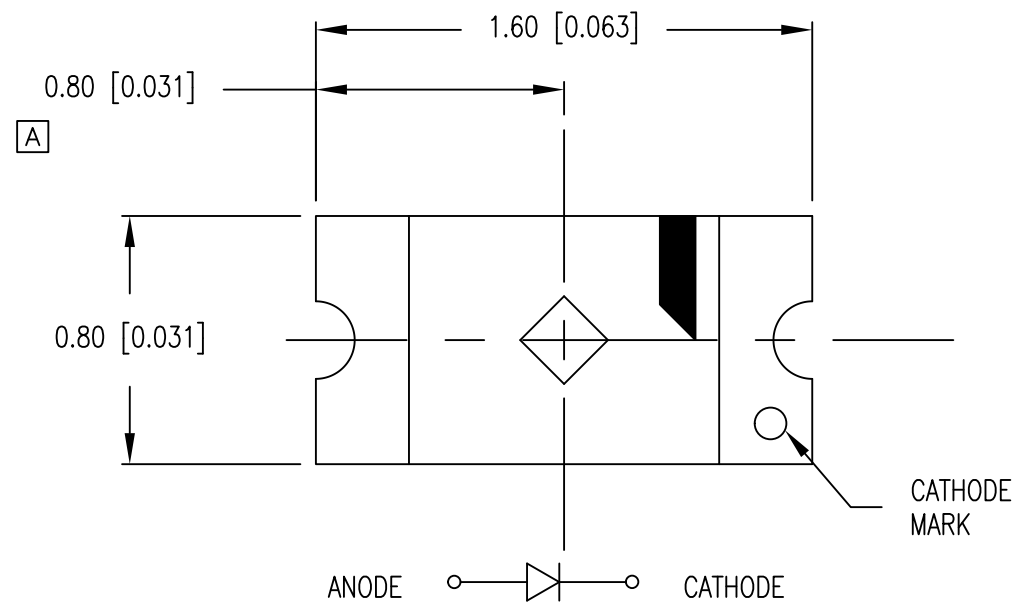 1.60 [0.063]
0.80 [0.031]
A
0.80 [0.031]
CATHODE
MARK
ANODE CATHODE